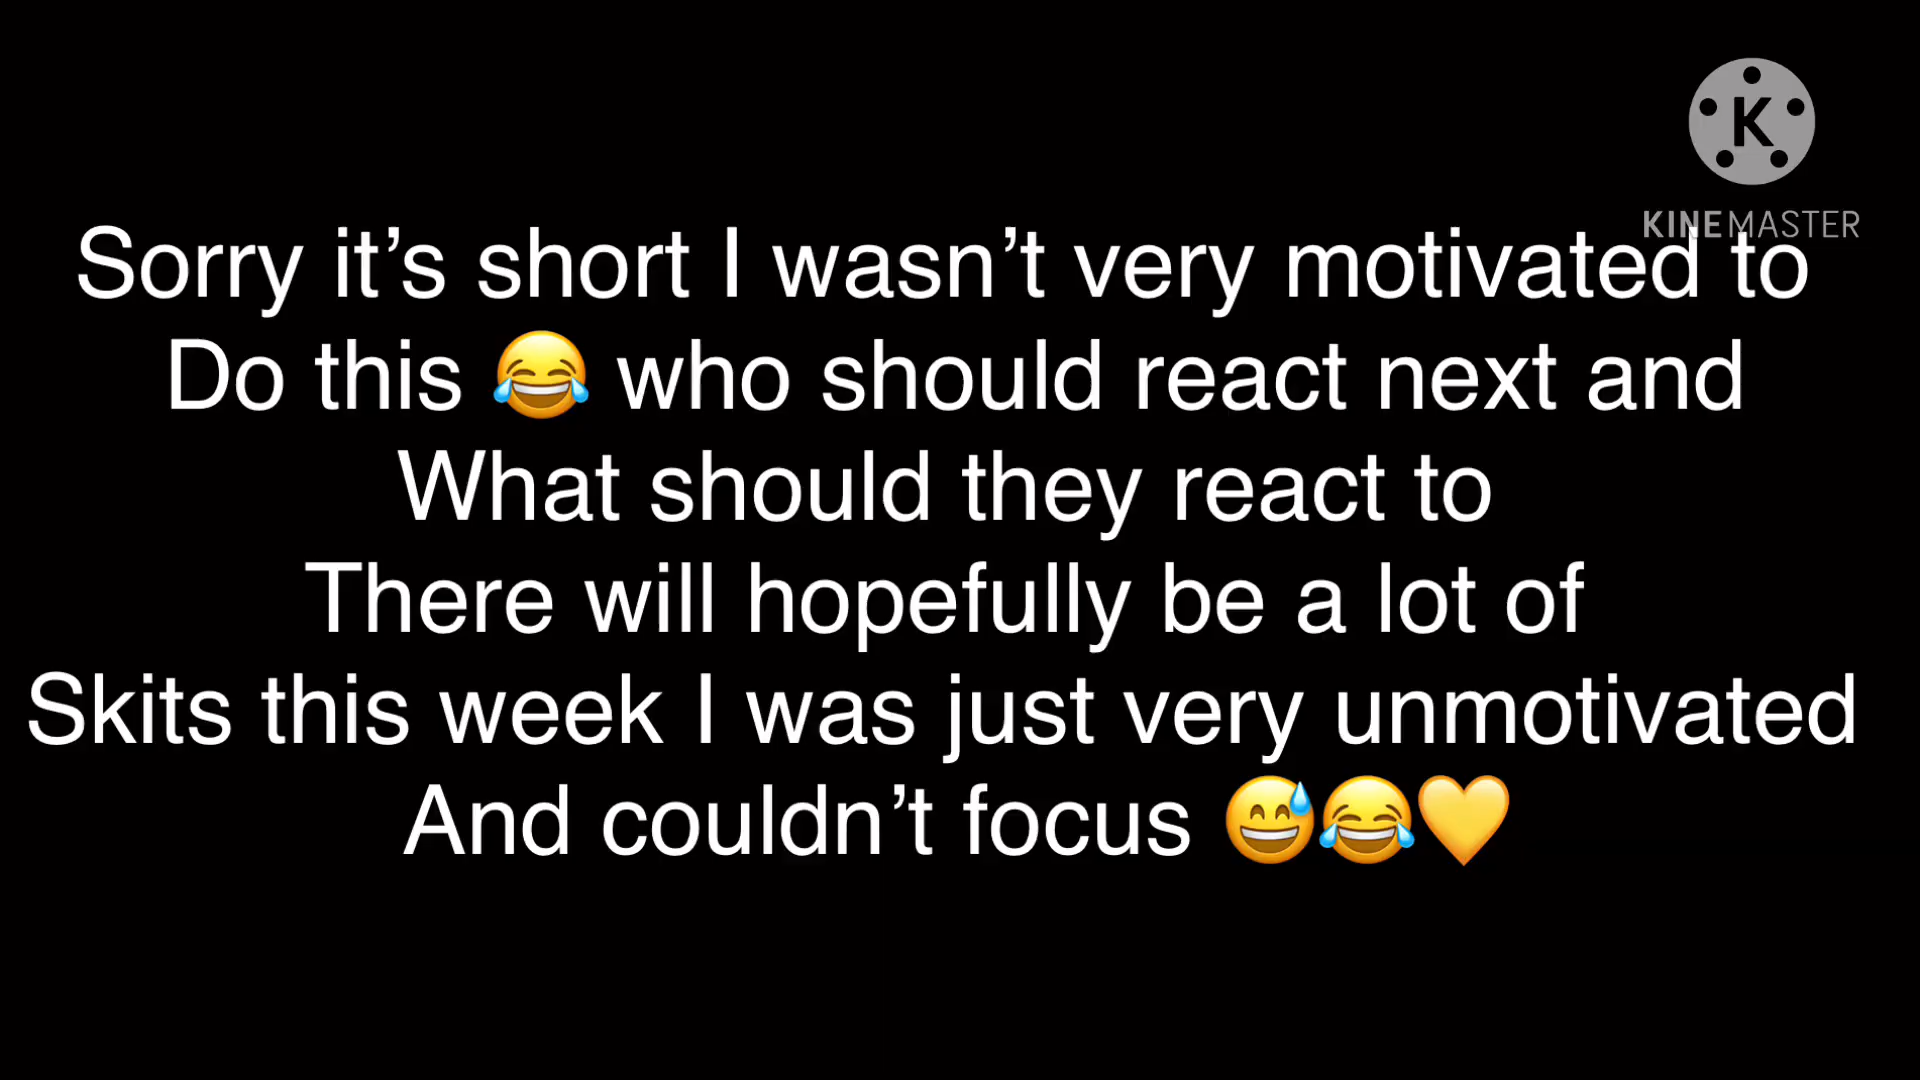 K
KINEMASTER
Sorry it’s short I wasn’t very motivated to
Do this 😂 who should react next and
What should they react to
There will hopefully be a lot of
Skits this week I was just very unmotivated
And couldn’t focus 😅😂💛